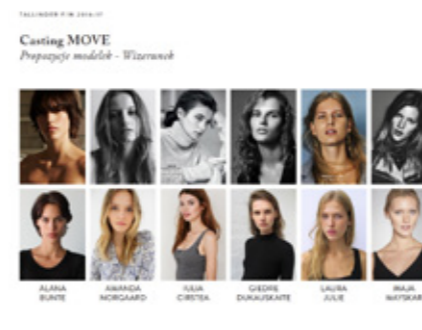 Casting MOVE
Propozycje modelek - Wizerunek
ALANA
BUNTE
AMANDA
NORGAARD
IULIA
CIRSTEA
GIEDRE
DUKAUSKAITE
LAURA
JULIE
MAJA